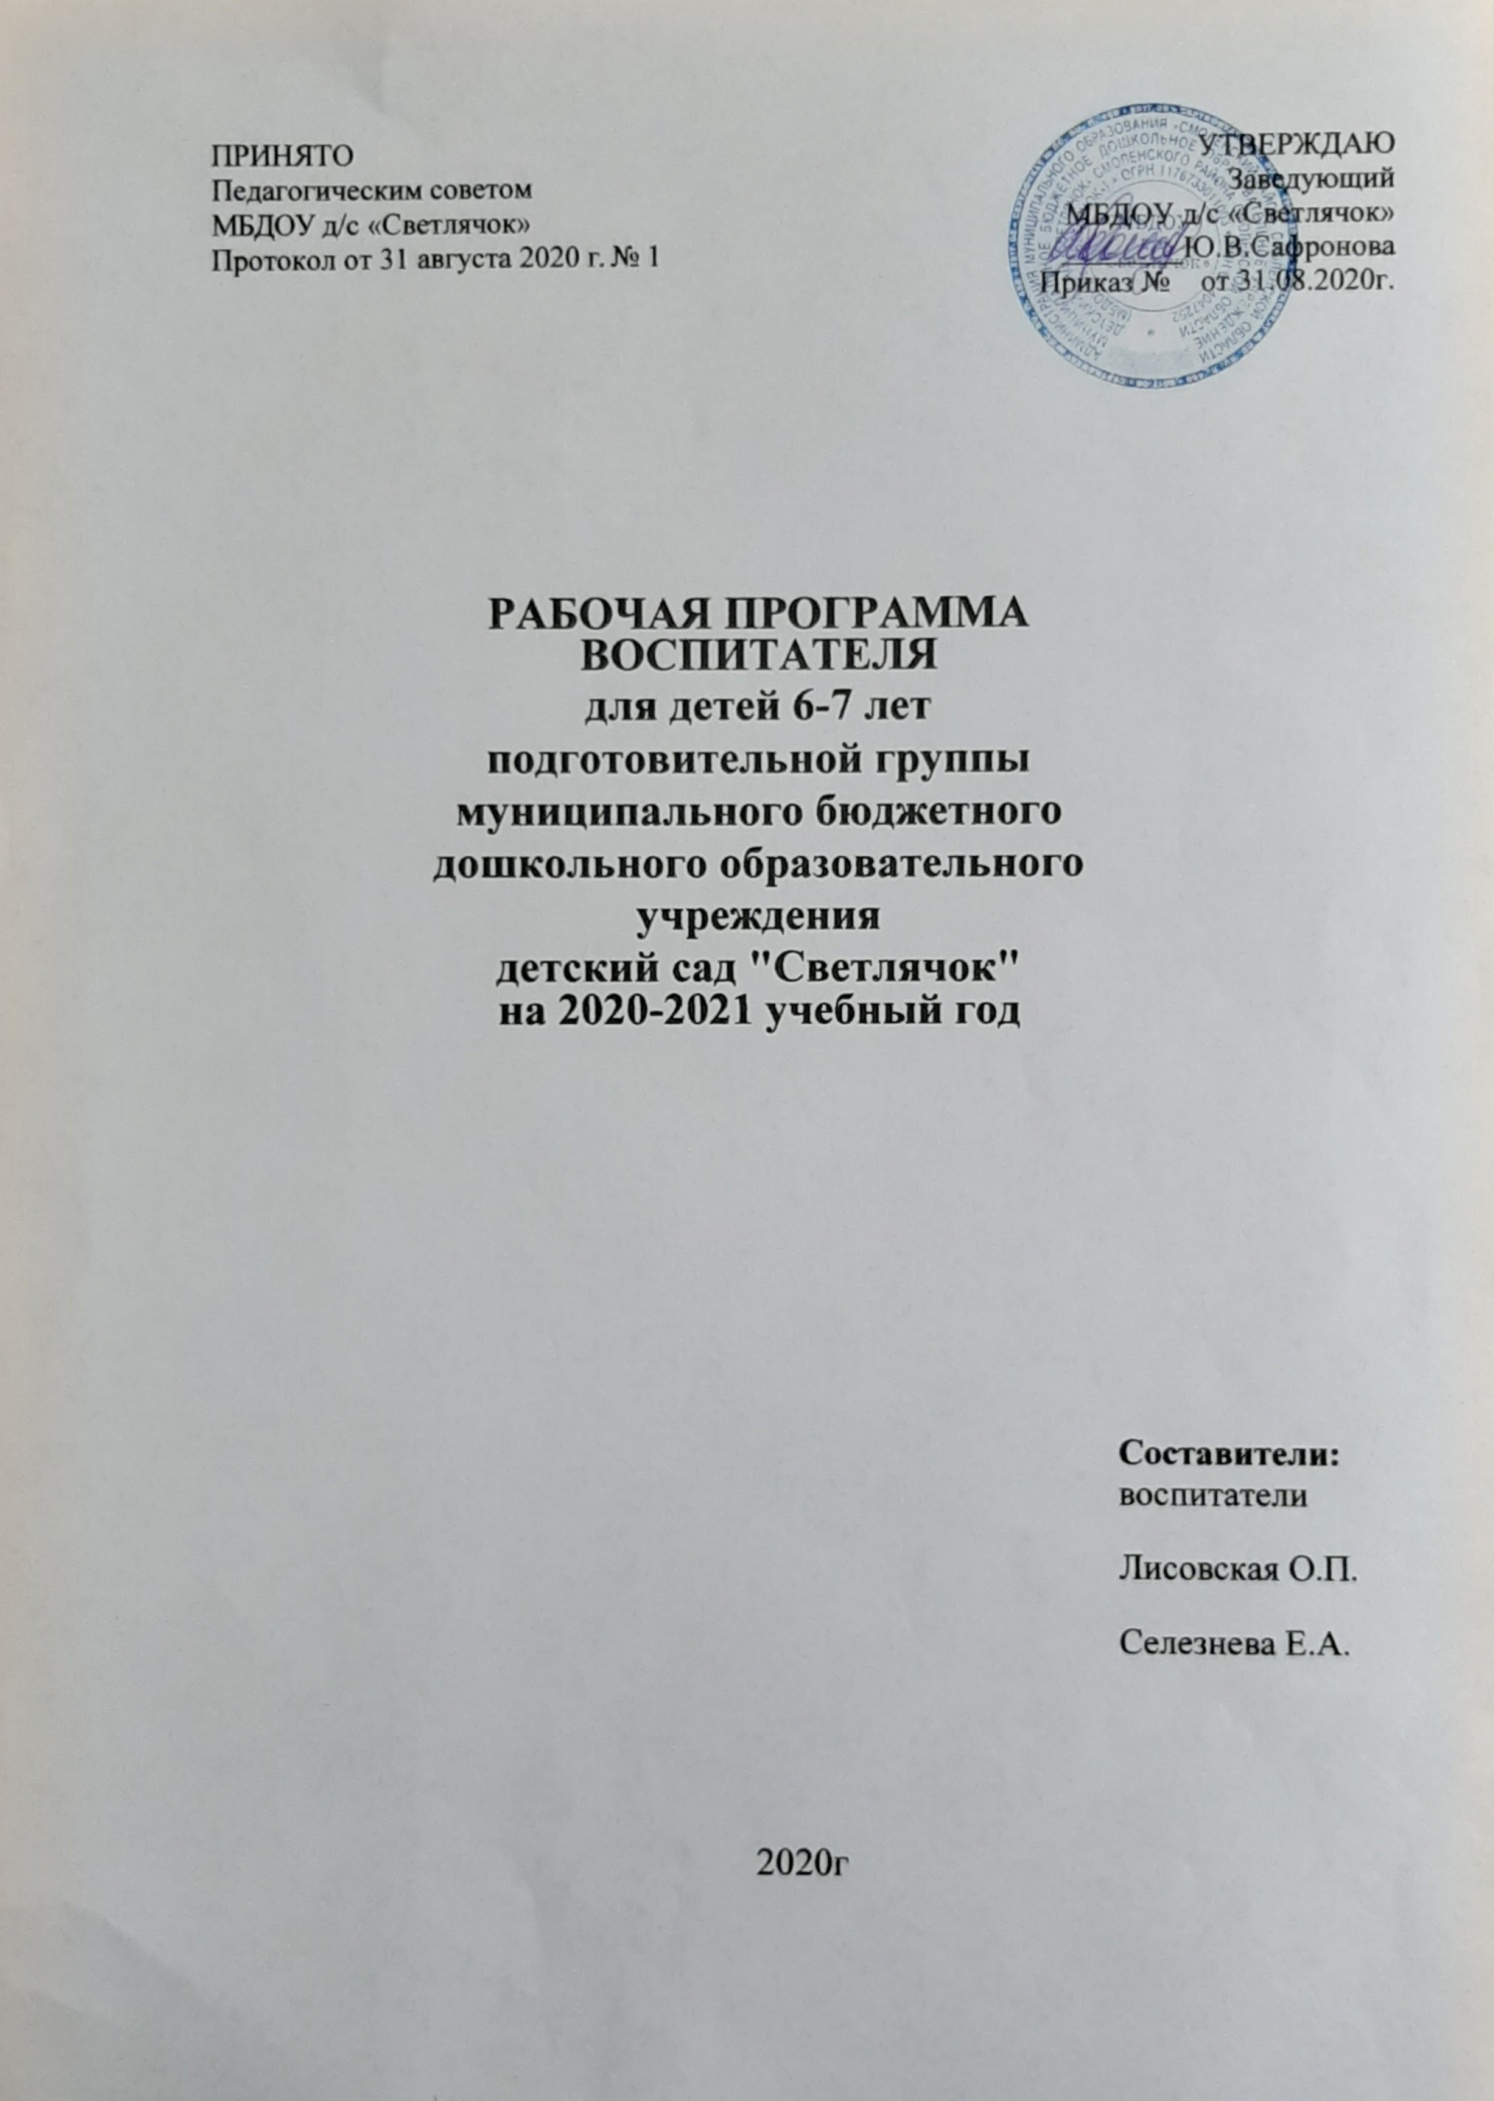 ПРИНЯТО
Педагогическим советом
МБДОУ д/с «Светлячок»
Протокол от 31 августа 2020 г. № 1
УТВЕРЖДАЮ
Заведующий
МБДОУ д/с «Светлячок»
Ю.В.Сафронова
Приказ № от 31.08.2020г.
РАБОЧАЯ ПРОГРАММА
ВОСПИТАТЕЛЯ
для детей 6-7 лет
подготовительной группы
муниципального бюджетного
дошкольного образовательного
учреждения
детский сад "Светлячок"
на 2020-2021 учебный год
Составители:
воспитатели
Лисовская О.П.
Селезнева Е.А.
2020г